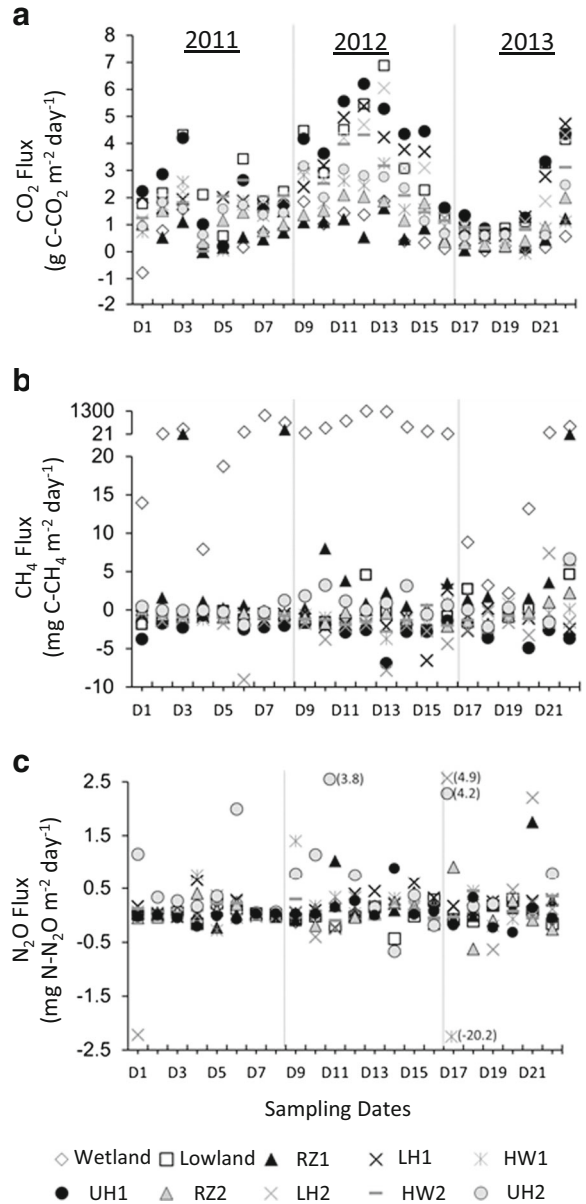 a
2011 2012 2013
CO₂ Flux
(g C-CO₂ m⁻² day⁻¹)
8
7
6
5
4
3
2
1
0
-1
-2
D1 D3 D5 D7 D9 D11 D13 D15 D17 D19 D21
b
CH₄ Flux
(mg C-CH₄ m⁻² day⁻¹)
1300
21
20
15
10
5
0
-5
-10
D1 D3 D5 D7 D9 D11 D13 D15 D17 D19 D21
c
N₂O Flux
(mg N-N₂O m⁻² day⁻¹)
2.5
1.5
0.5
-0.5
-1.5
-2.5
(3.8) (4.9)
(4.2)
(-20.2)
D1 D3 D5 D7 D9 D11 D13 D15 D17 D19 D21
Sampling Dates
Wetland Lowland RZ1 LH1 HW1
UH1 RZ2 LH2 HW2 UH2